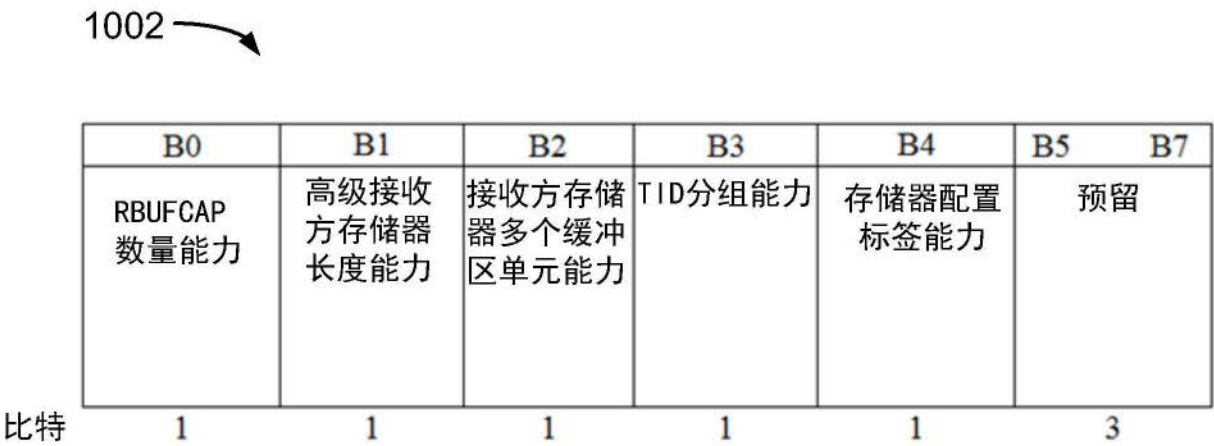 1002
B0 B1 B2 B3 B4 B5 B7
RBUFCAP
数量能力
高级接收
方存储器
长度能力
接收方存储
器多个缓冲
区单元能力
TID分组能力
存储器配置
标签能力
预留
比特 1 1 1 1 1 3